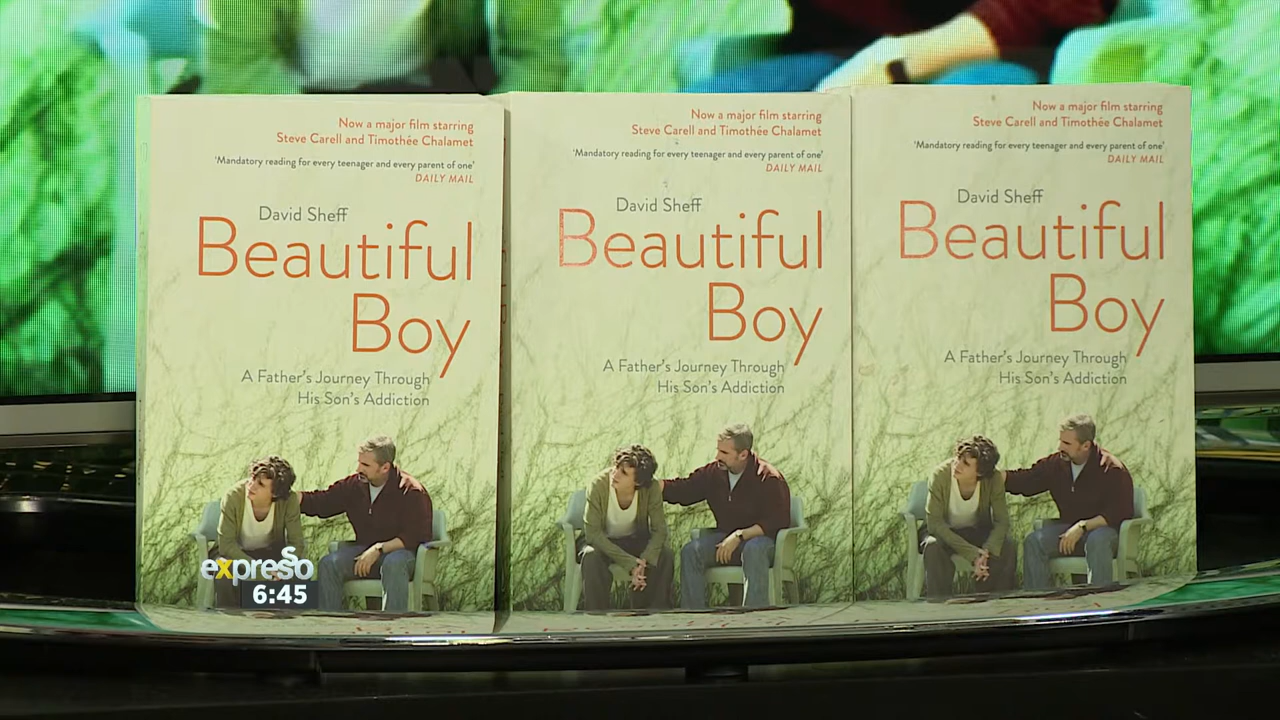 Now a major film starring
Steve Carell and Timothée Chalamet
'Mandatory reading for every teenager and every parent of one'
DAILY MAIL
David Sheff
Beautiful
Boy
A Father's Journey Through
His Son's Addiction
Now a major film starring
Steve Carell and Timothée Chalamet
'Mandatory reading for every teenager and every parent of one'
DAILY MAIL
David Sheff
Beautiful
Boy
A Father's Journey Through
His Son's Addiction
Now a major film starring
Steve Carell and Timothée Chalamet
'Mandatory reading for every teenager and every parent of one'
DAILY MAIL
David Sheff
Beautiful
Boy
A Father's Journey Through
His Son's Addiction
expresso
6:45